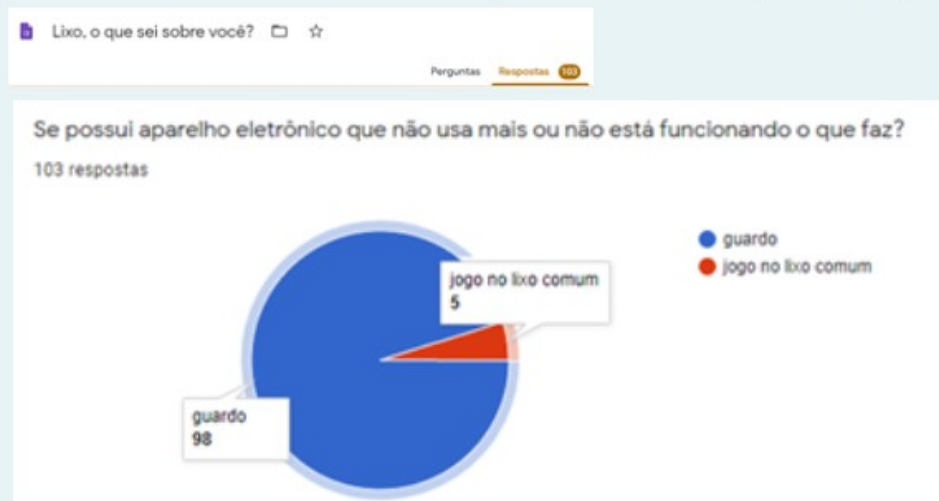 Lixo, o que sei sobre você?
Perguntas Respostas 103
Se possui aparelho eletrônico que não usa mais ou não está funcionando o que faz?
103 respostas
guardo
jogo no lixo comum
jogo no lixo comum
5
guardo
98